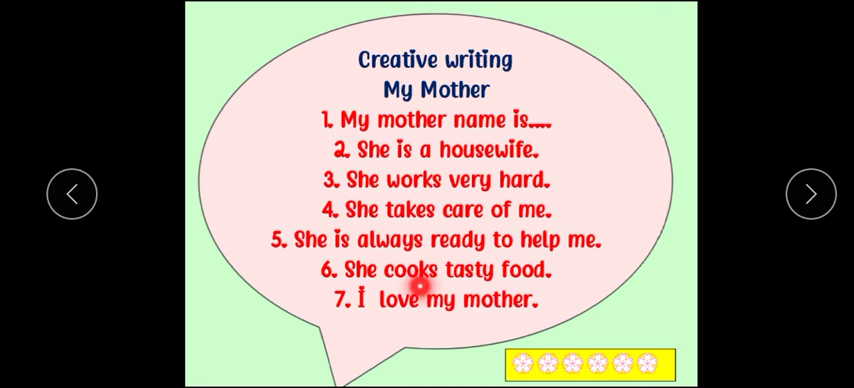 Creative writing
My Mother
1. My mother name is....
2. She is a housewife.
3. She works very hard.
4. She takes care of me.
5. She is always ready to help me.
6. She cooks tasty food.
7. İ love my mother.